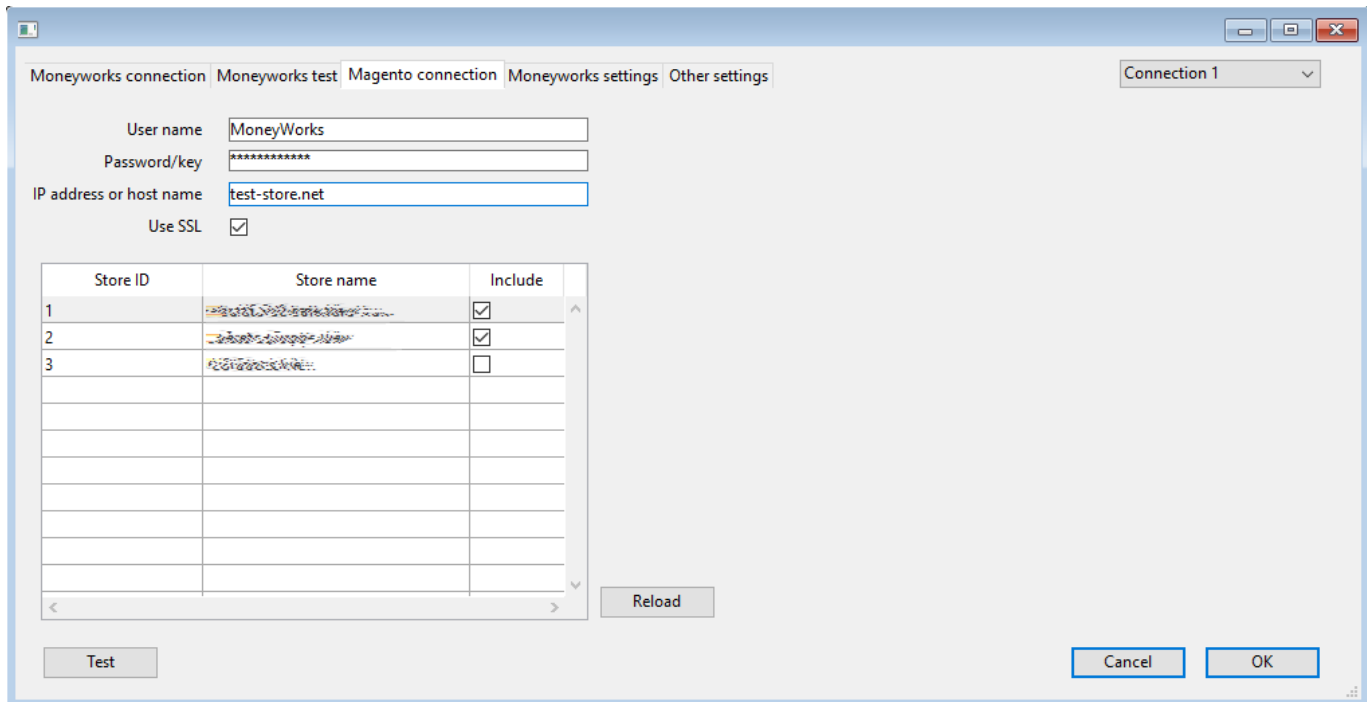 Moneyworks connection Moneyworks test Magento connection Moneyworks settings Other settings Connection 1
User name MoneyWorks
Password/key ************
IP address or host name test-store.net
Use SSL
Store ID Store name Include
1
2
3
Reload
Test Cancel OK